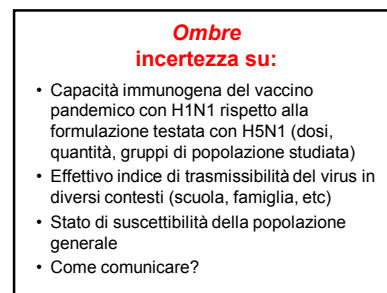 Ombre
incertezza su:
• Capacità immunogena del vaccino
pandemico con H1N1 rispetto alla
formulazione testata con H5N1 (dosi,
quantità, gruppi di popolazione studiata)
• Effettivo indice di trasmissibilità del virus in
diversi contesti (scuola, famiglia, etc)
• Stato di suscettibilità della popolazione
generale
• Come comunicare?